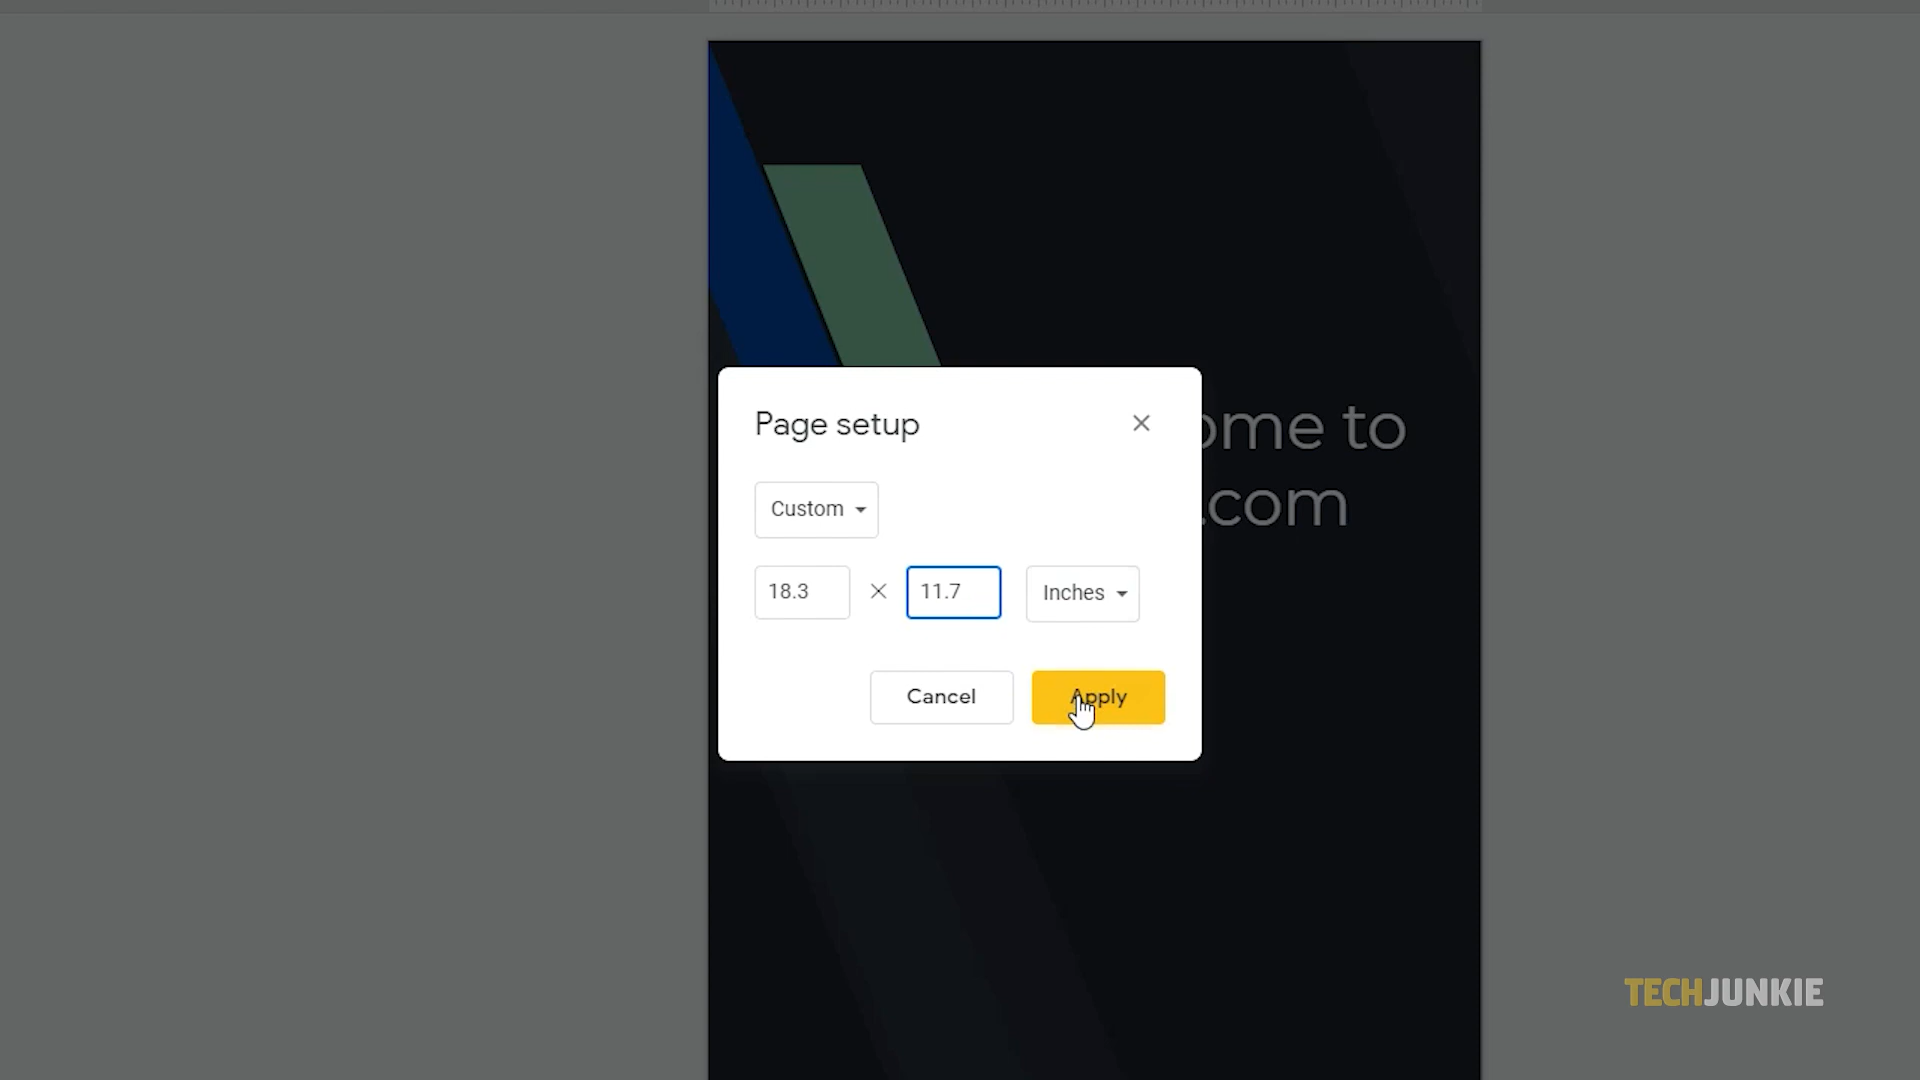 Page setup
ome to
.com
Custom
18.3 × 11.7 Inches
Cancel Apply
TECHJUNKIE